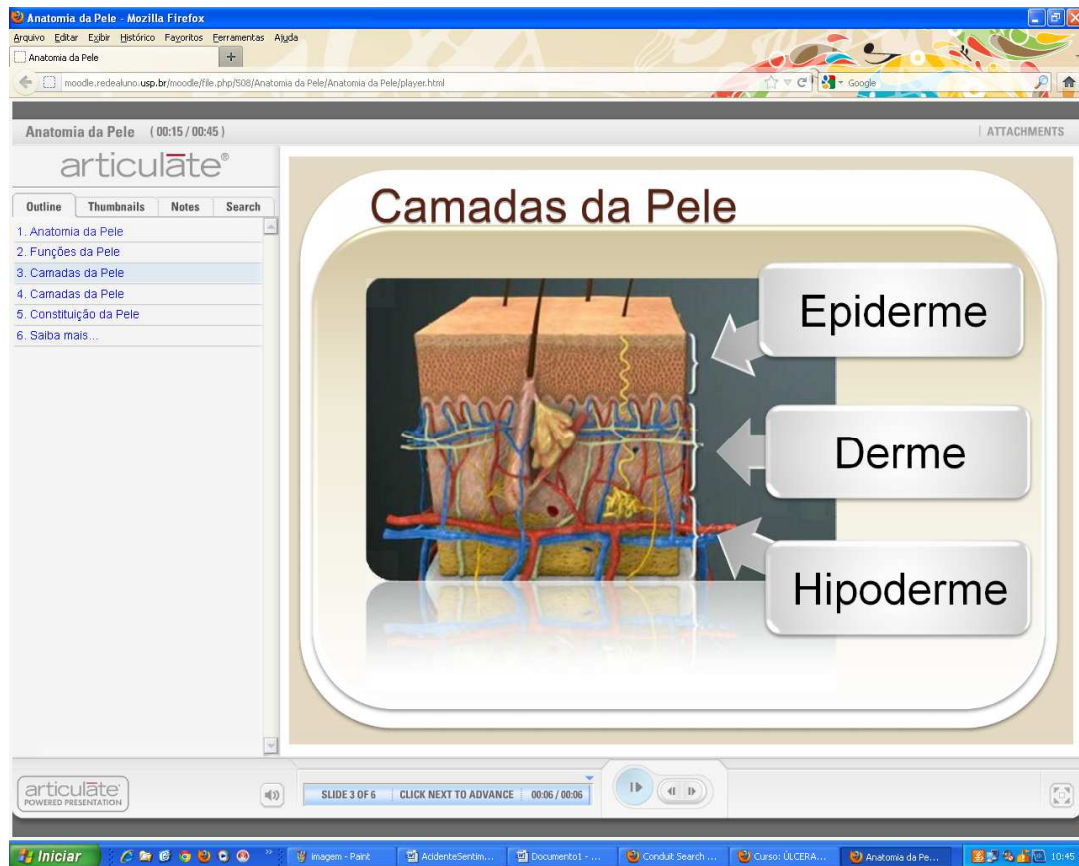 Anatomia da Pele - Mozilla Firefox
Arquivo Editar Exibir Histórico Favoritos Ferramentas Ajuda
Anatomia da Pele
moodle.redealuno.usp.br/moodle/file.php/508/Anatomia da Pele/Anatomia da Pele/player.html
Google
Anatomia da Pele (00:15 / 00:45)
ATTACHMENTS
articulate®
Outline Thumbnails Notes Search
1. Anatomia da Pele
2. Funções da Pele
3. Camadas da Pele
4. Camadas da Pele
5. Constituição da Pele
6. Saiba mais...
Camadas da Pele
Epiderme
Derme
Hipoderme
articulate
POWERED PRESENTATION
SLIDE 3 OF 6 CLICK NEXT TO ADVANCE 00:06 / 00:06
Iniciar
imagem - Paint
AcidenteSentim...
Documento1 - ...
Conduit Search ...
Curso: ÚLCERA...
Anatomia da Pe...
10:45